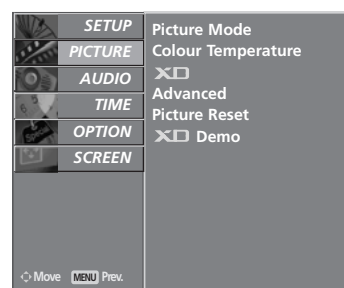 SETUP
PICTURE
AUDIO
TIME
OPTION
SCREEN
Move MENU Prev.
Picture Mode
Colour Temperature
XD
Advanced
Picture Reset
XD Demo